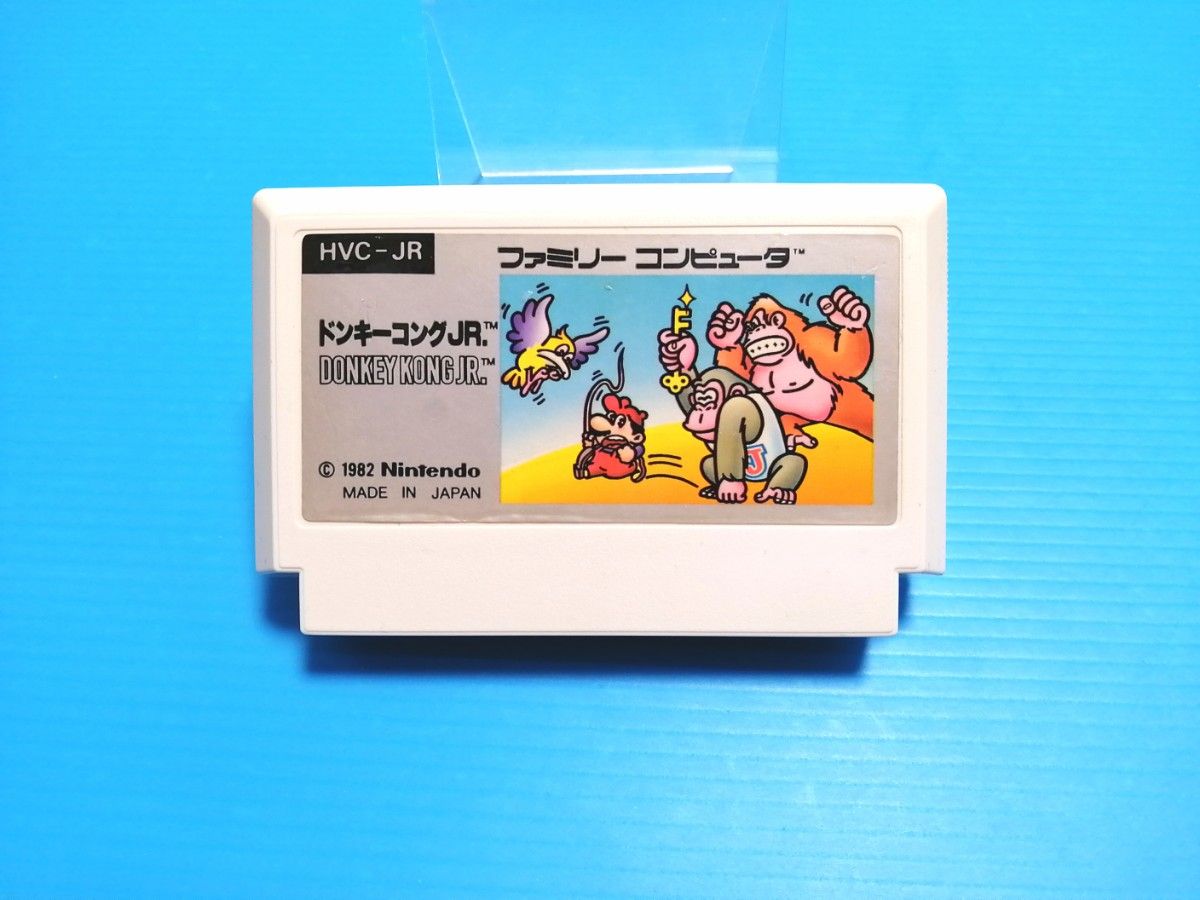 HVC-JR
ファミリー コンピュータ™
ドンキーコングJR.™
DONKEY KONG JR.™
© 1982 Nintendo
MADE IN JAPAN
J